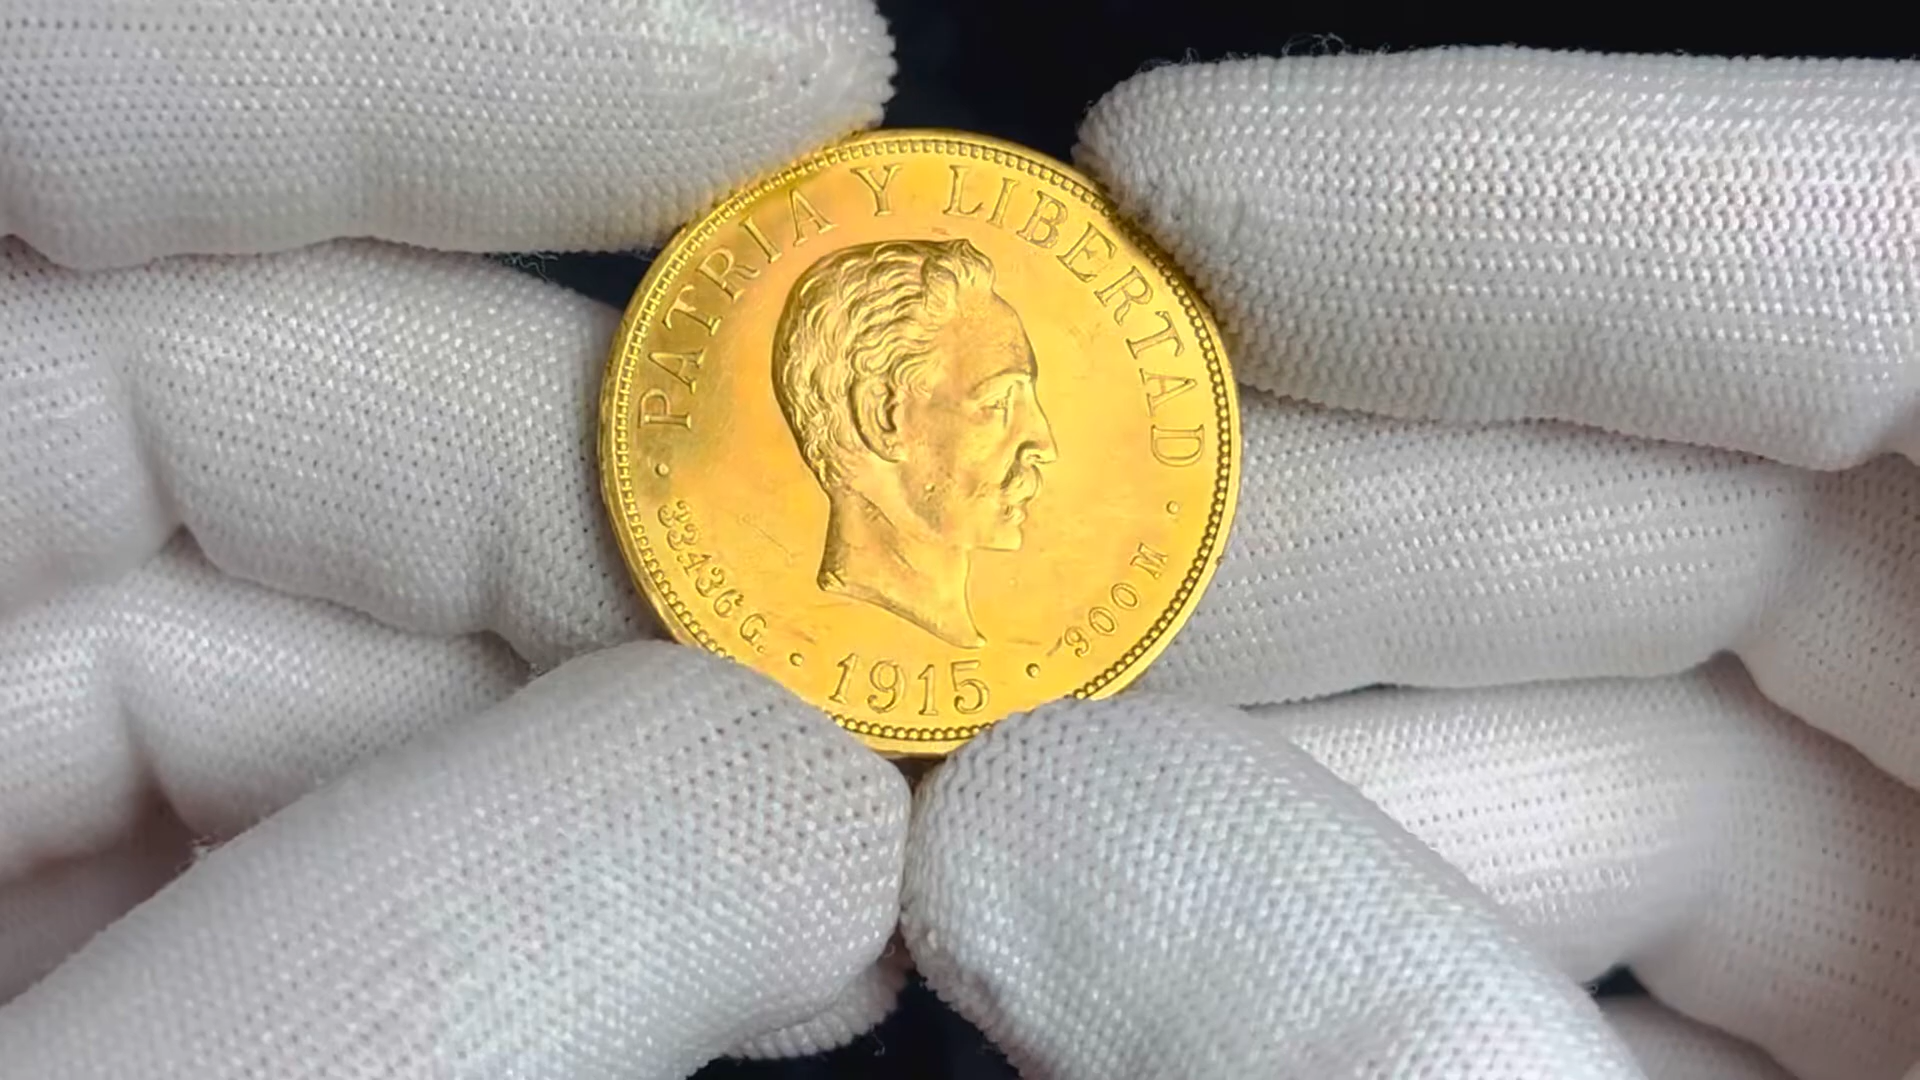 · PATRIA Y LIBERTAD ·
33.436 G. · 1915 · 900 M